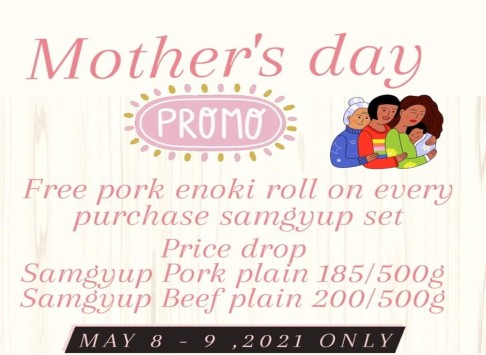 Mother's day
PROMO
Free pork enoki roll on every
purchase samgyup set
Price drop
Samgyup Pork plain 185/500g
Samgyup Beef plain 200/500g
MAY 8 - 9 ,2021 ONLY